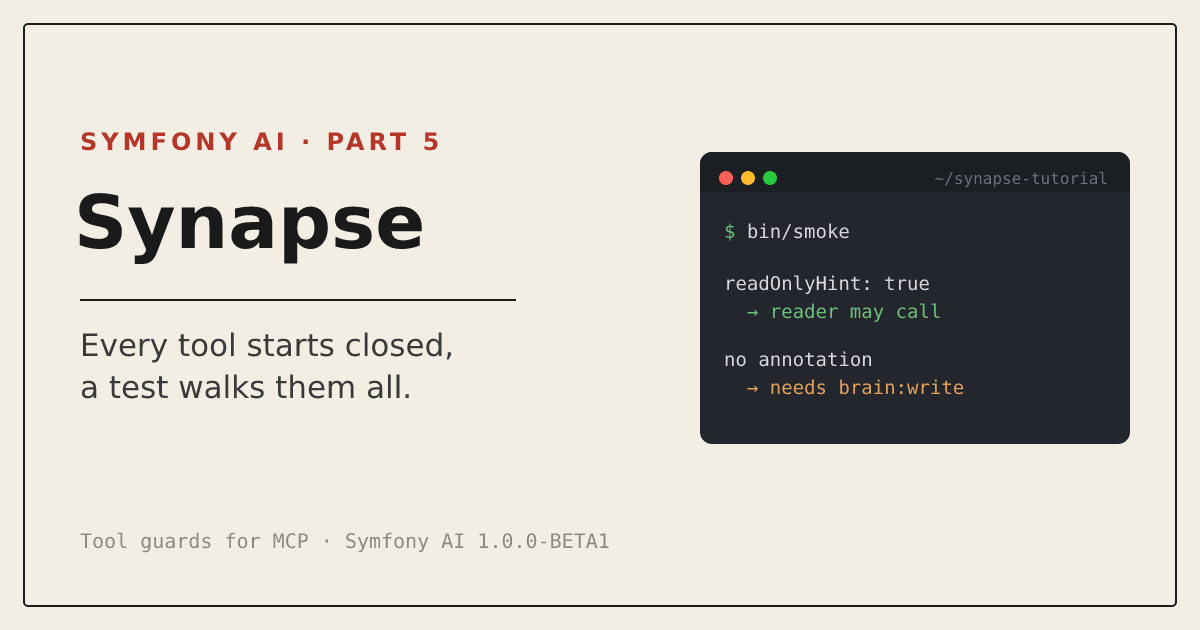 SYMFONY AI · PART 5
Synapse
Every tool starts closed,
a test walks them all.
Tool guards for MCP · Symfony AI 1.0.0-BETA1
~/synapse-tutorial
$ bin/smoke
readOnlyHint: true
→ reader may call
no annotation
→ needs brain:write